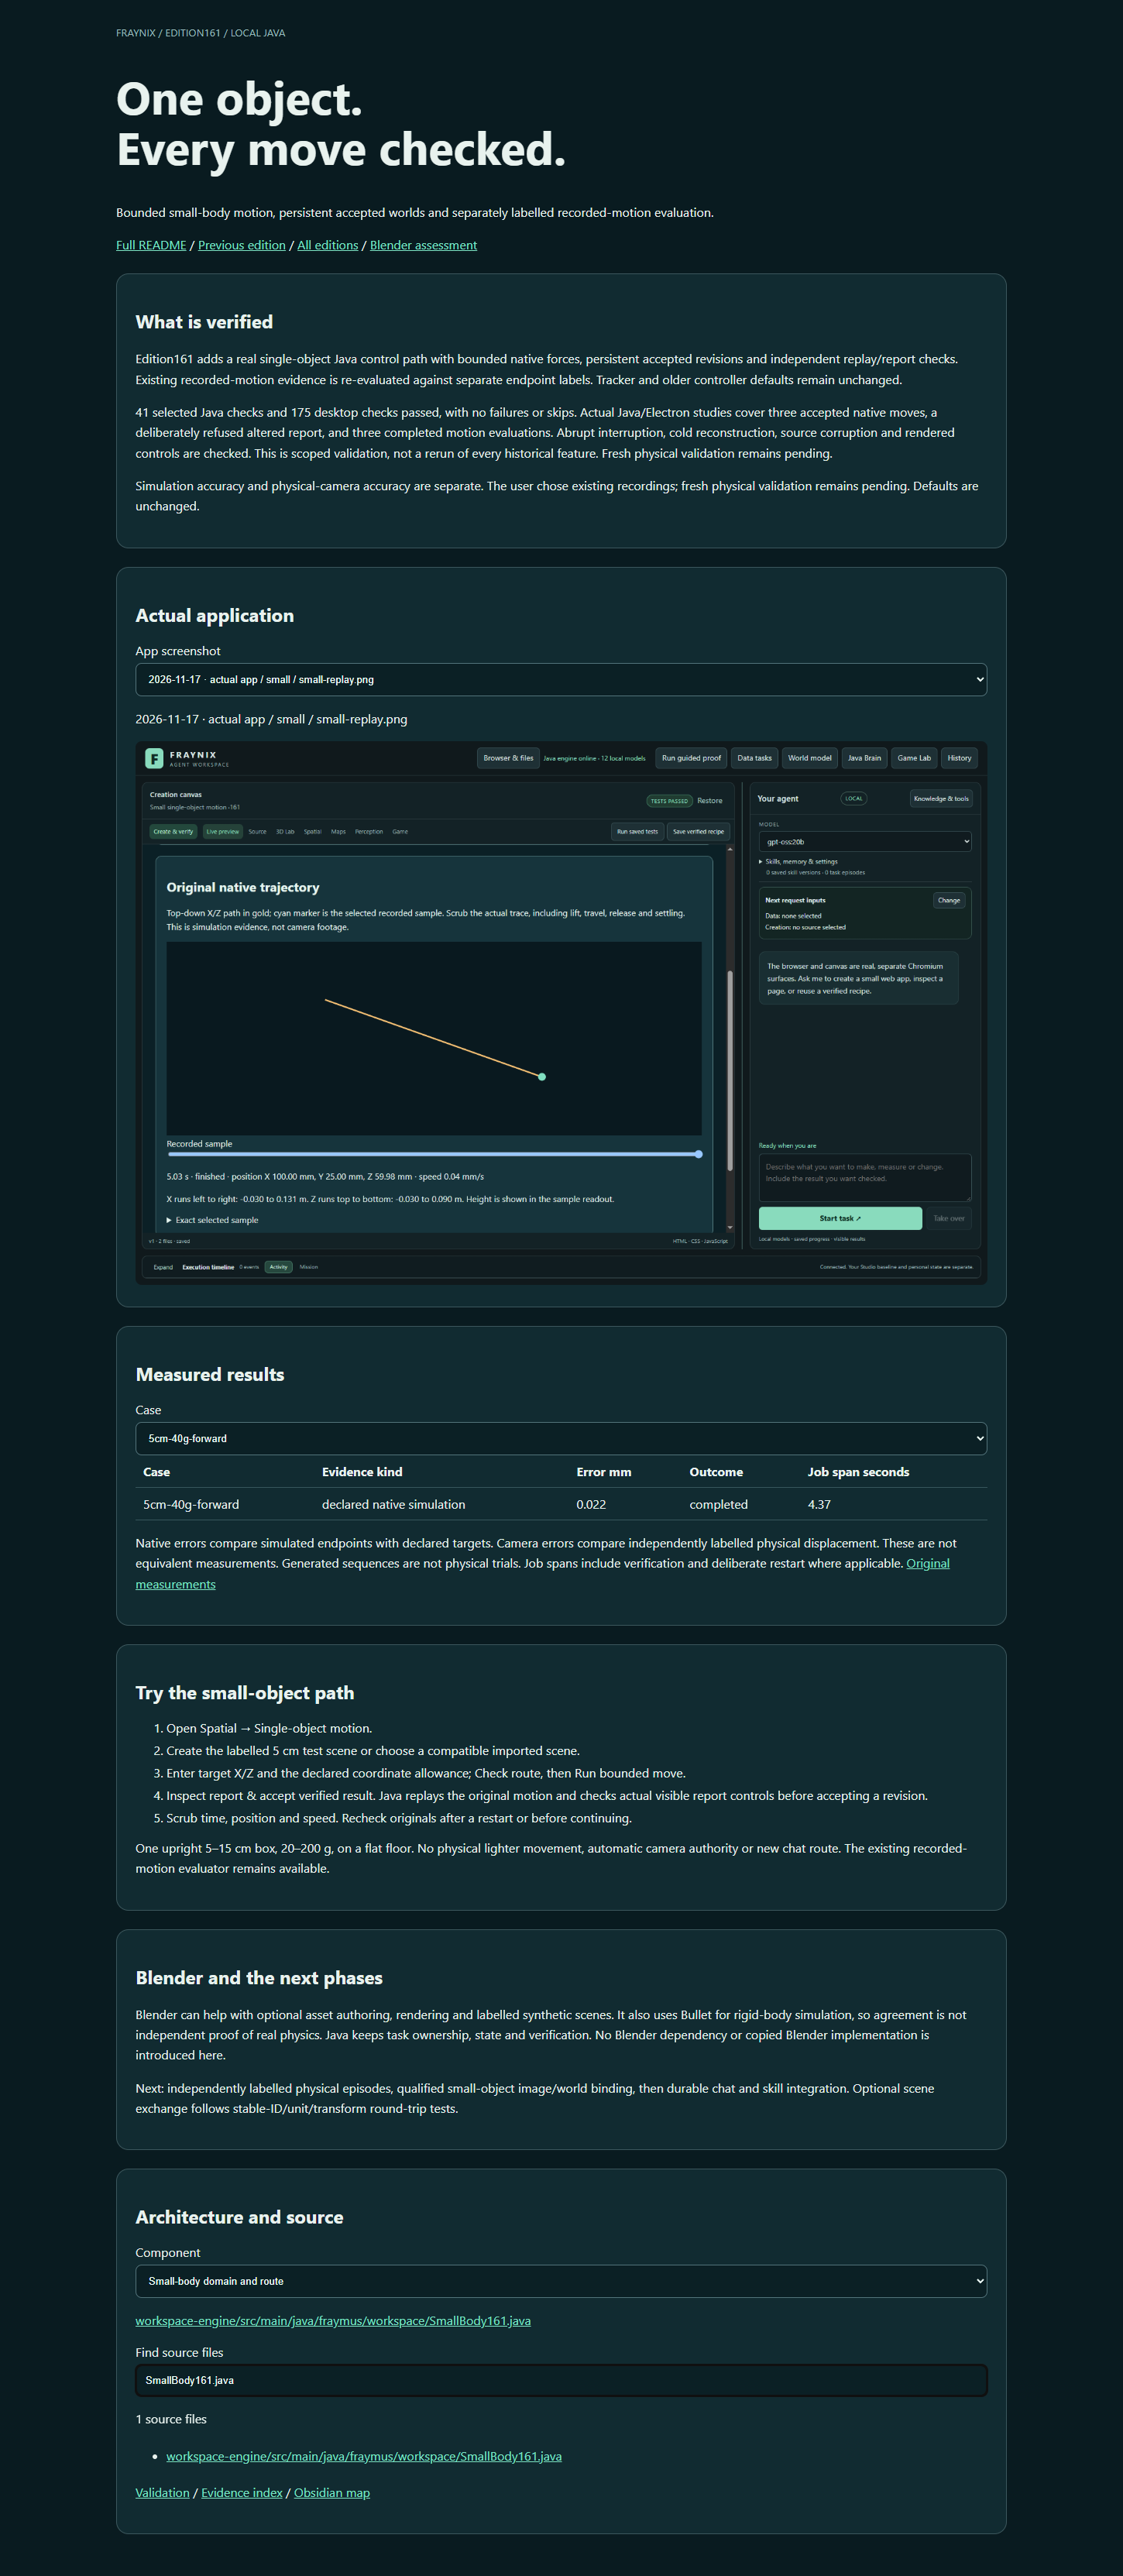 FRAYNIX / EDITION161 / LOCAL JAVA
One object.
Every move checked.
Bounded small-body motion, persistent accepted worlds and separately labelled recorded-motion evaluation.
Full README / Previous edition / All editions / Blender assessment
What is verified
Edition161 adds a real single-object Java control path with bounded native forces, persistent accepted revisions and independent replay/report checks.
Existing recorded-motion evidence is re-evaluated against separate endpoint labels. Tracker and older controller defaults remain unchanged.
41 selected Java checks and 175 desktop checks passed, with no failures or skips. Actual Java/Electron studies cover three accepted native moves, a
deliberately refused altered report, and three completed motion evaluations. Abrupt interruption, cold reconstruction, source corruption and rendered
controls are checked. This is scoped validation, not a rerun of every historical feature. Fresh physical validation remains pending.
Simulation accuracy and physical-camera accuracy are separate. The user chose existing recordings; fresh physical validation remains pending. Defaults are
unchanged.
Actual application
App screenshot
2026-11-17 · actual app / small / small-replay.png
2026-11-17 · actual app / small / small-replay.png
F FRAYNIX
AGENT WORKSPACE
Browser & files Java engine online · 12 local models Run guided proof Data tasks World model Java Brain Game Lab History
Creation canvas
Small single-object motion ·161
TESTS PASSED Restore
Create & verify Live preview Source 3D Lab Spatial Maps Perception Game Run saved tests Save verified recipe
Original native trajectory
Top-down X/Z path in gold; cyan marker is the selected recorded sample. Scrub the actual trace, including lift, travel, release and settling.
This is simulation evidence, not camera footage.
Recorded sample
5.03 s · finished · position X 100.00 mm, Y 25.00 mm, Z 59.98 mm · speed 0.04 mm/s
X runs left to right: -0.030 to 0.131 m. Z runs top to bottom: -0.030 to 0.090 m. Height is shown in the sample readout.
Exact selected sample
v1 · 2 files · saved HTML · CSS · JavaScript
Your agent LOCAL Knowledge & tools
MODEL
gpt-oss:20b
Skills, memory & settings
0 saved skill versions · 0 task episodes
Next request inputs Change
Data: none selected
Creation: no source selected
The browser and canvas are real, separate Chromium
surfaces. Ask me to create a small web app, inspect a
page, or reuse a verified recipe.
Ready when you are
Describe what you want to make, measure or change.
Include the result you want checked.
Start task ↗ Take over
Local models · saved progress · visible results
Expand Execution timeline 0 events Activity Mission Connected. Your Studio baseline and personal state are separate.
Measured results
Case
5cm-40g-forward
Case Evidence kind Error mm Outcome Job span seconds
5cm-40g-forward declared native simulation 0.022 completed 4.37
Native errors compare simulated endpoints with declared targets. Camera errors compare independently labelled physical displacement. These are not
equivalent measurements. Generated sequences are not physical trials. Job spans include verification and deliberate restart where applicable. Original
measurements
Try the small-object path
1. Open Spatial → Single-object motion.
2. Create the labelled 5 cm test scene or choose a compatible imported scene.
3. Enter target X/Z and the declared coordinate allowance; Check route, then Run bounded move.
4. Inspect report & accept verified result. Java replays the original motion and checks actual visible report controls before accepting a revision.
5. Scrub time, position and speed. Recheck originals after a restart or before continuing.
One upright 5–15 cm box, 20–200 g, on a flat floor. No physical lighter movement, automatic camera authority or new chat route. The existing recorded-
motion evaluator remains available.
Blender and the next phases
Blender can help with optional asset authoring, rendering and labelled synthetic scenes. It also uses Bullet for rigid-body simulation, so agreement is not
independent proof of real physics. Java keeps task ownership, state and verification. No Blender dependency or copied Blender implementation is
introduced here.
Next: independently labelled physical episodes, qualified small-object image/world binding, then durable chat and skill integration. Optional scene
exchange follows stable-ID/unit/transform round-trip tests.
Architecture and source
Component
Small-body domain and route
workspace-engine/src/main/java/fraymus/workspace/SmallBody161.java
Find source files
SmallBody161.java
1 source files
• workspace-engine/src/main/java/fraymus/workspace/SmallBody161.java
Validation / Evidence index / Obsidian map